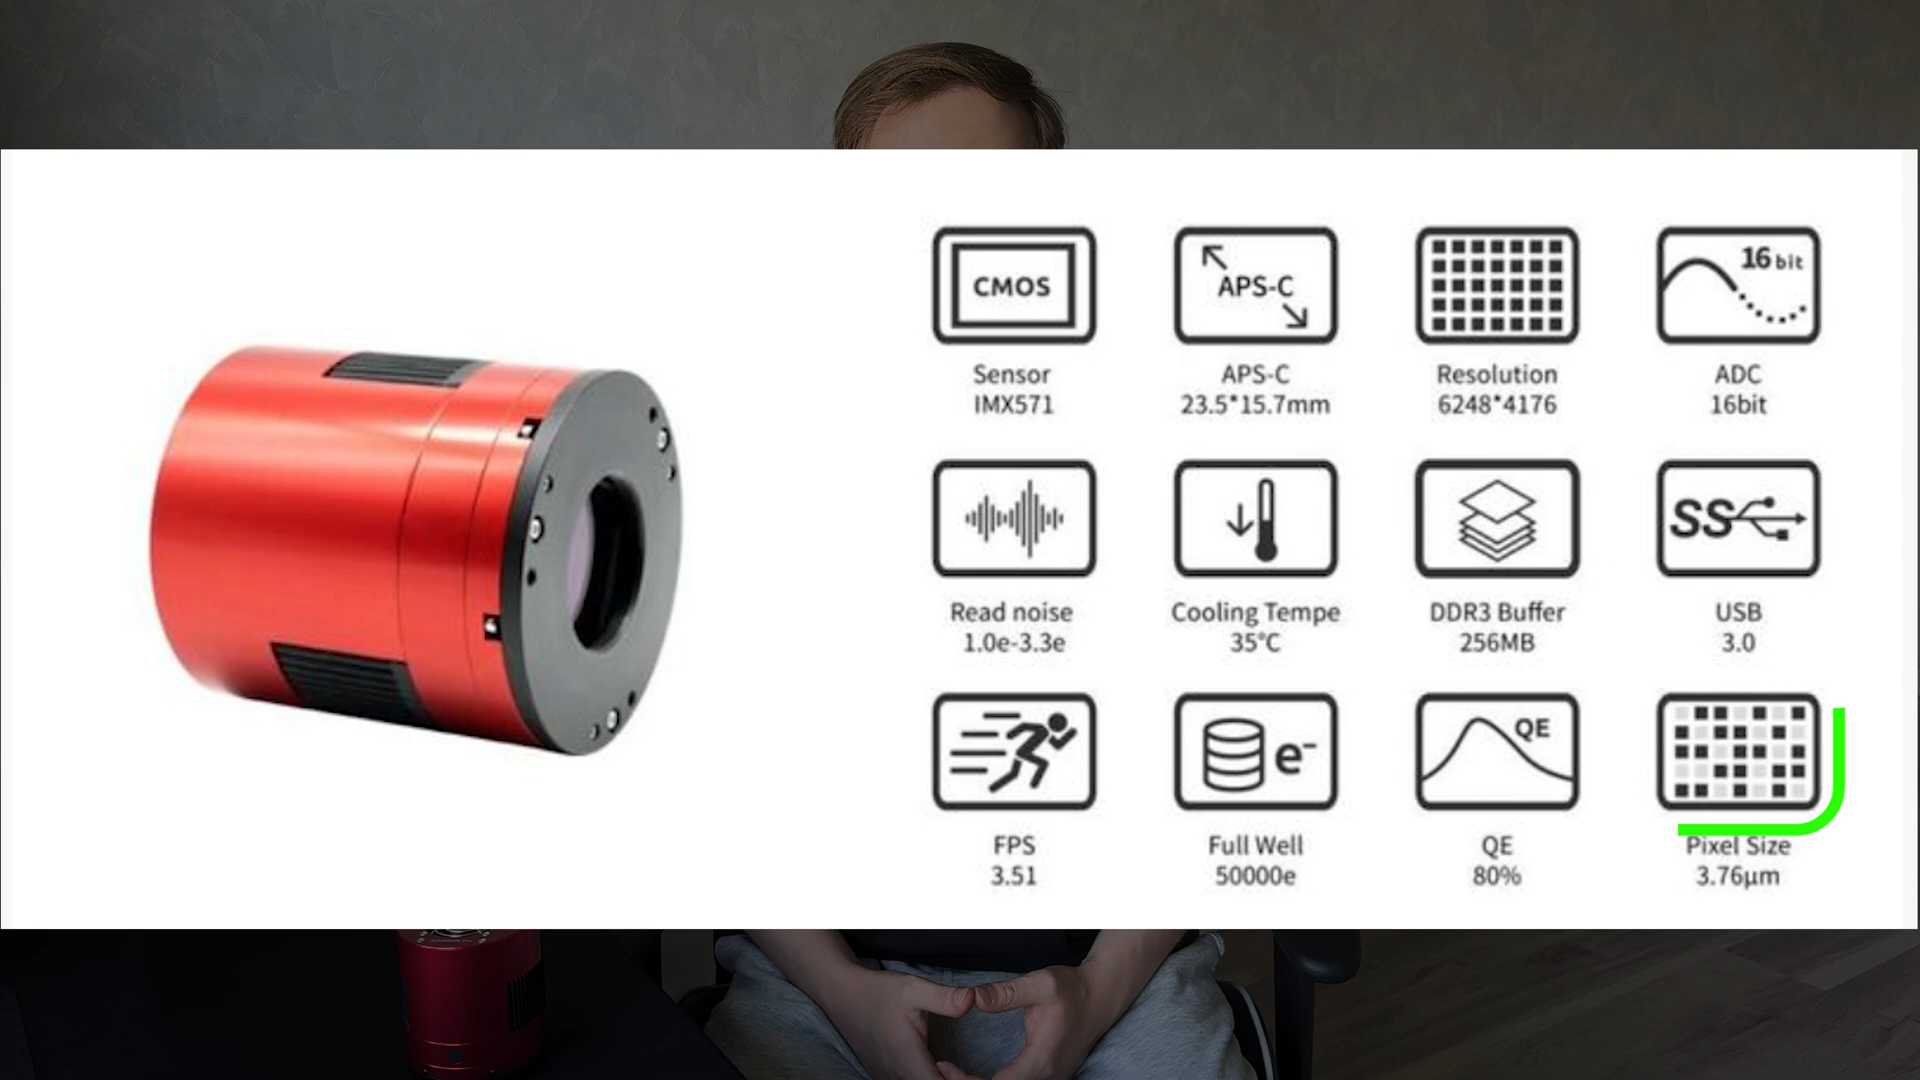 CMOS
APS-C
16 bit
Sensor
IMX571
APS-C
23.5*15.7mm
Resolution
6248*4176
ADC
16bit
SS
Read noise
1.0e-3.3e
Cooling Tempe
35°C
DDR3 Buffer
256MB
USB
3.0
e-
QE
FPS
3.51
Full Well
50000e
QE
80%
Pixel Size
3.76μm